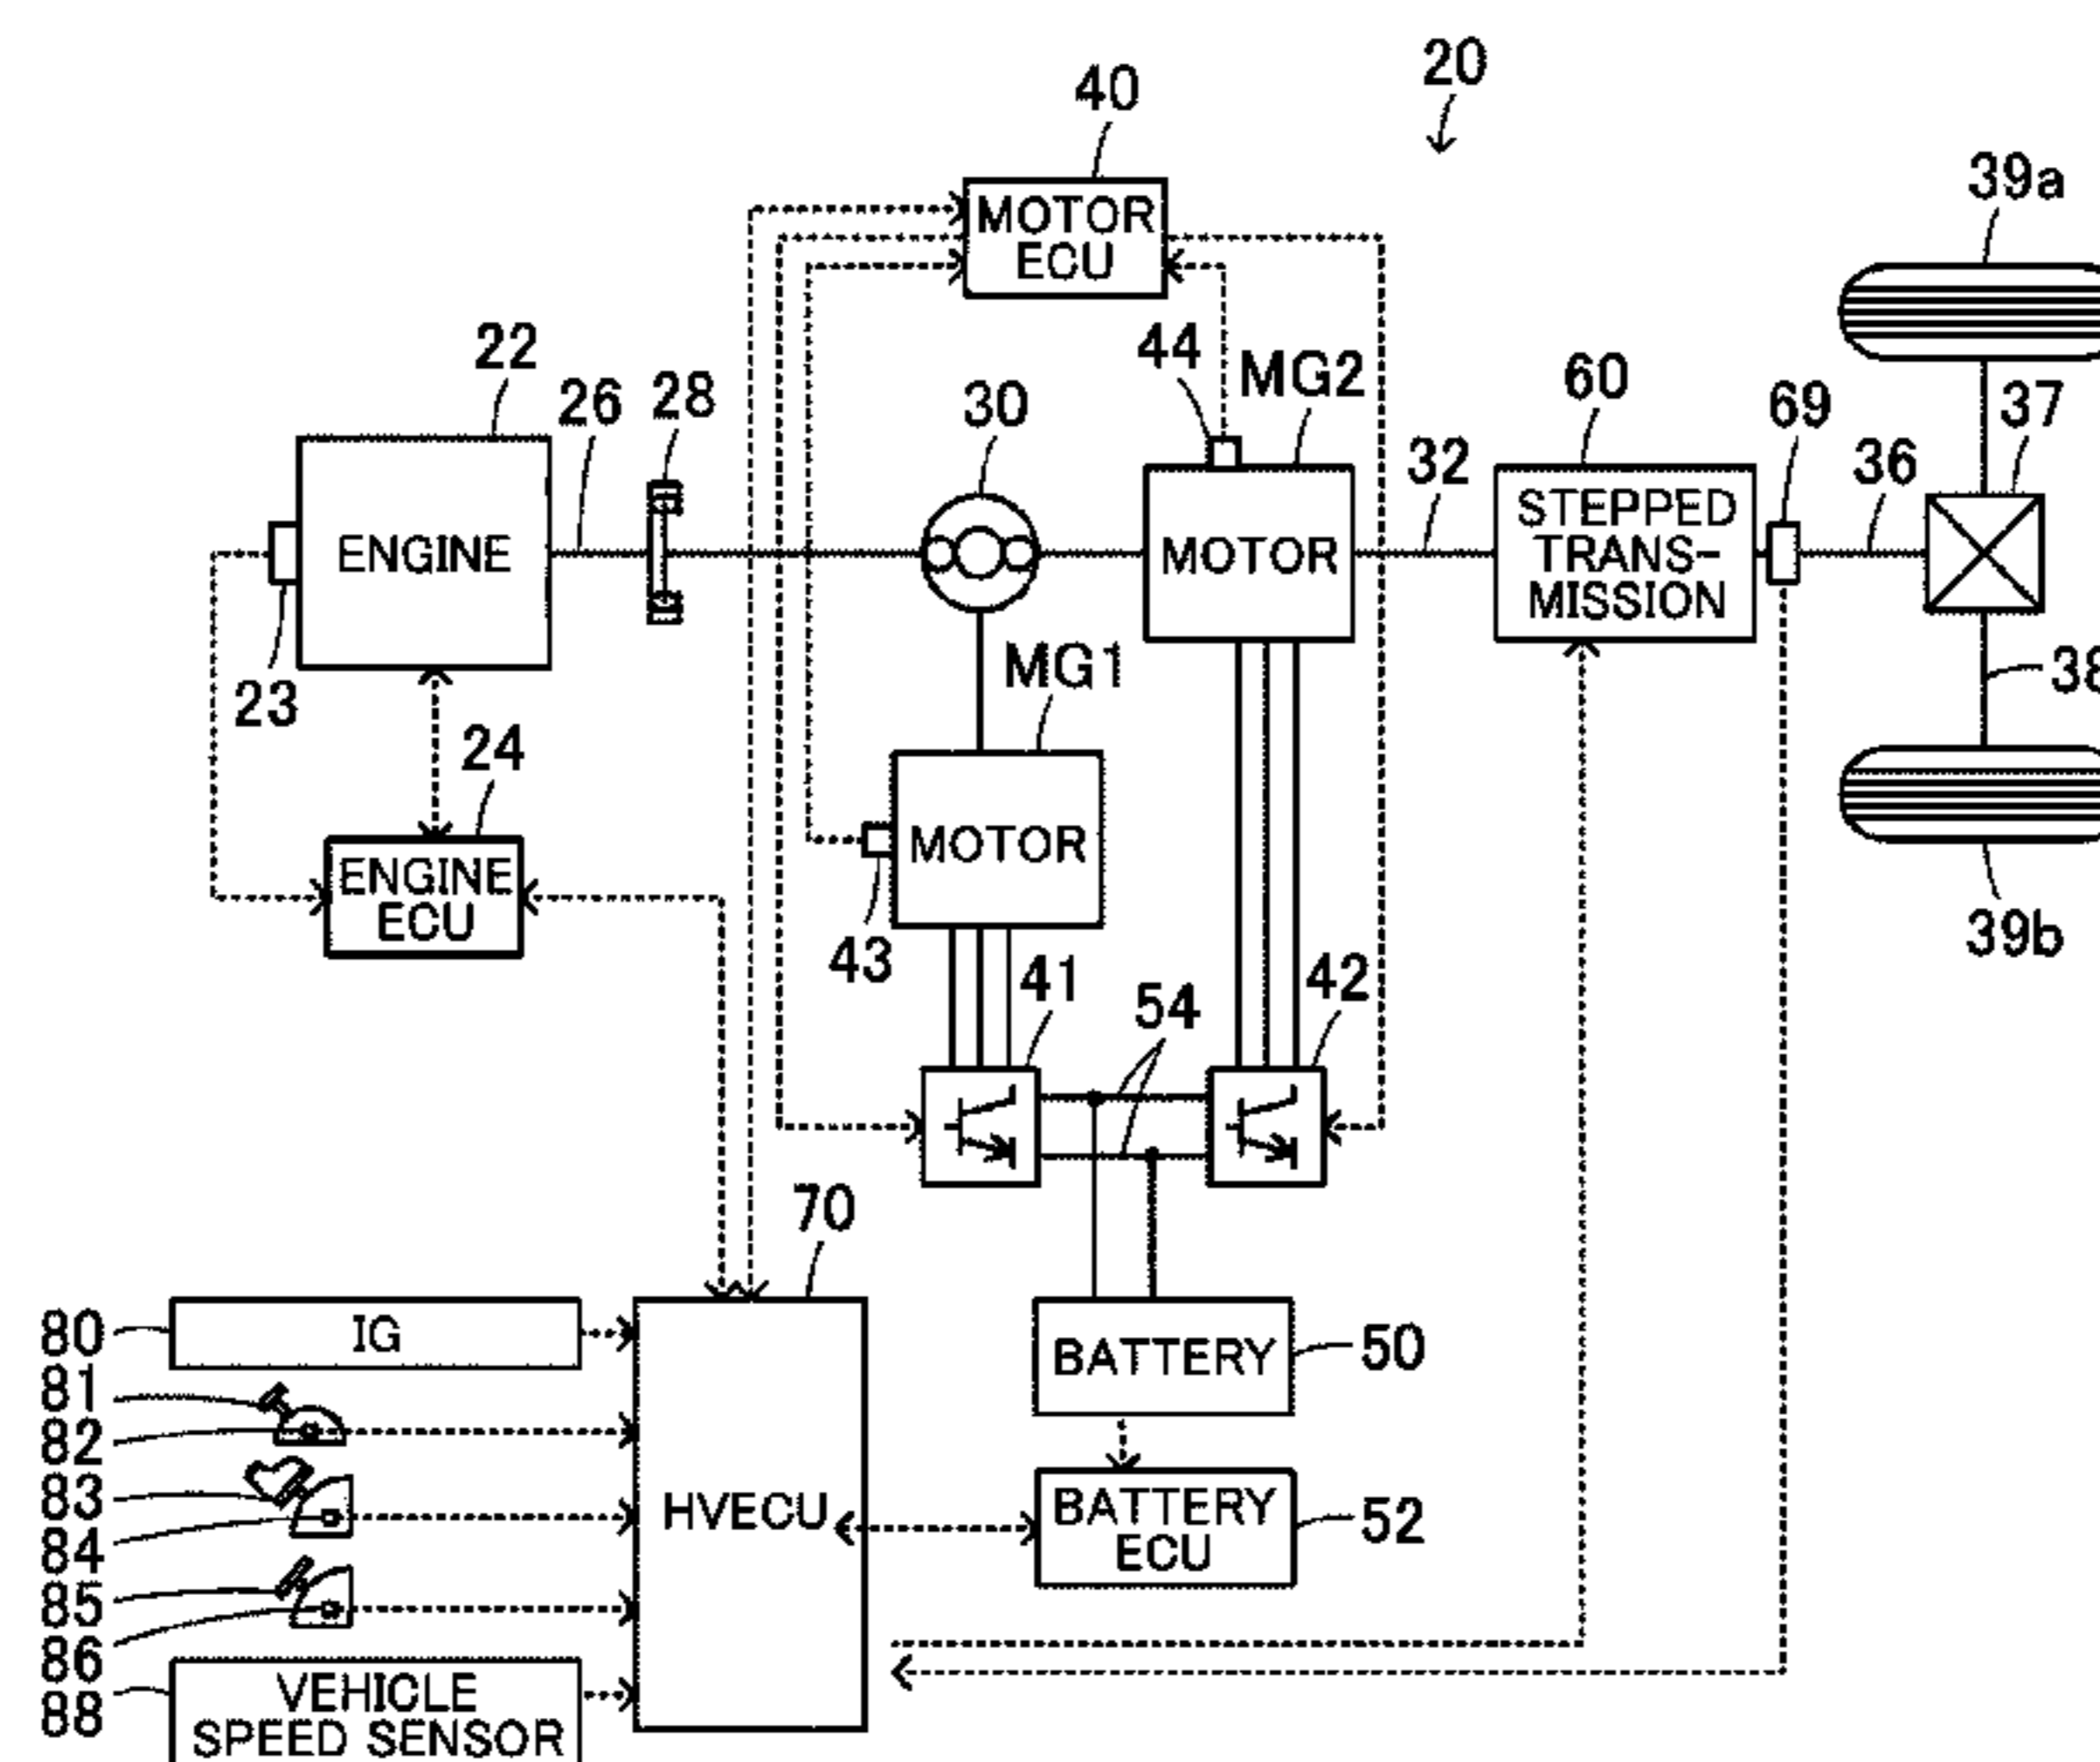 20
40
MOTOR
ECU
39a
22
26
28
30
44
MG2
32
60
69
36
37
ENGINE
MOTOR
STEPPED
TRANS-
MISSION
23
MG1
38
24
MOTOR
ENGINE
ECU
43
39b
41
54
42
70
80
IG
81
82
83
84
85
86
88
HVECU
BATTERY
50
BATTERY
ECU
52
VEHICLE
SPEED SENSOR